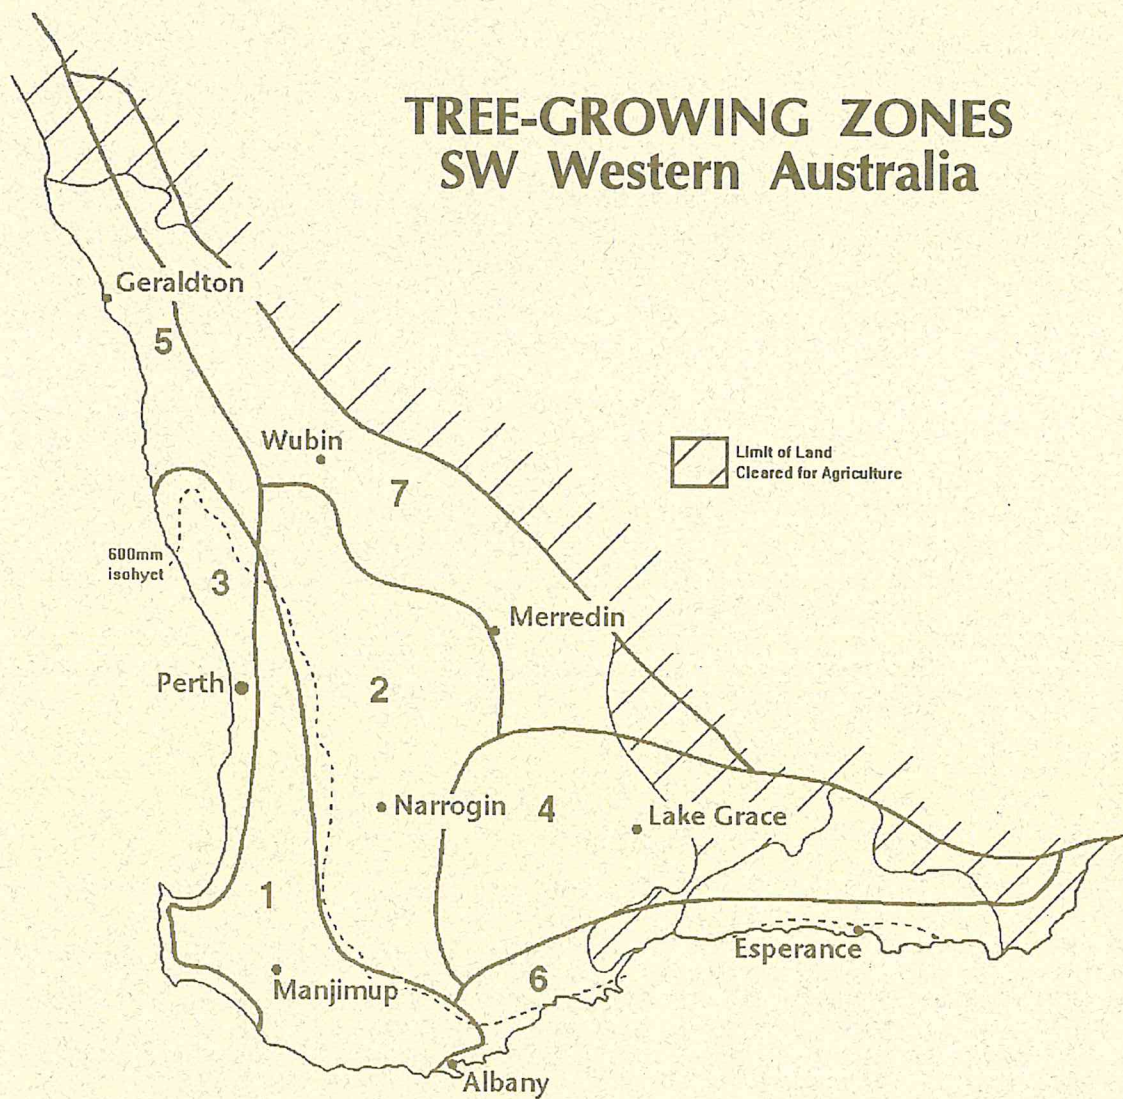 TREE-GROWING ZONES
SW Western Australia
Geraldton
5
Wubin
7
Limit of Land
Cleared for Agriculture
600mm
isohyet
3
Merredin
Perth
2
Narrogin
4
Lake Grace
1
Esperance
Manjimup
6
Albany